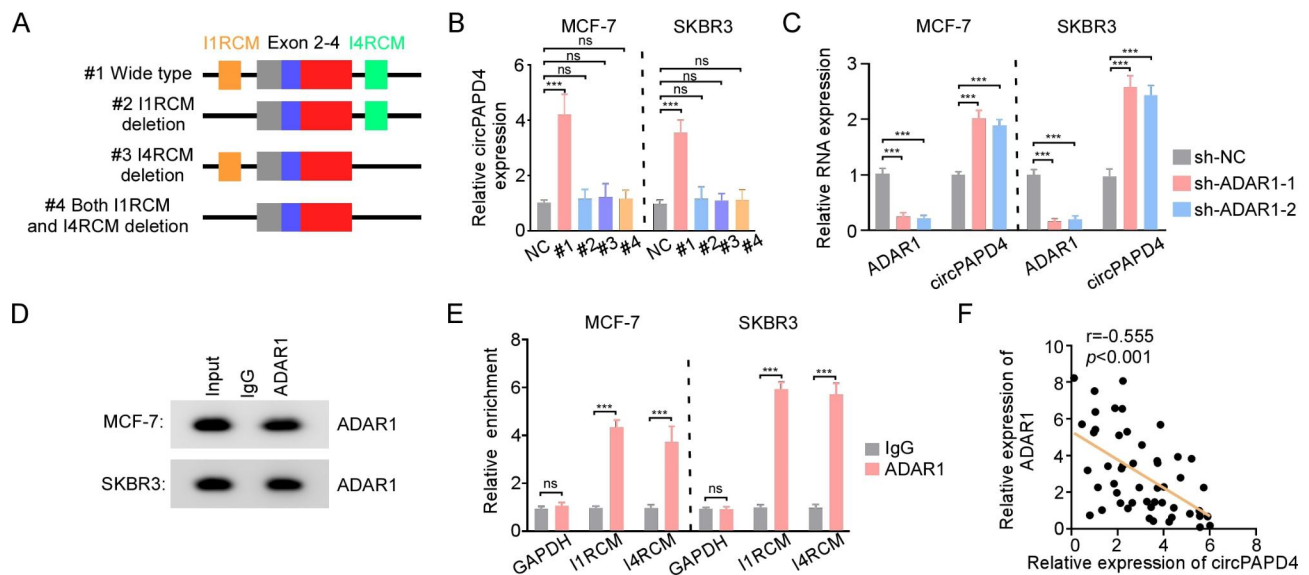 A
I1RCM Exon 2-4 I4RCM
#1 Wide type
#2 I1RCM
deletion
#3 I4RCM
deletion
#4 Both I1RCM
and I4RCM deletion
B
MCF-7 SKBR3
Relative circPAPD4
expression
6
4
2
0
ns
ns
ns
***
ns
ns
ns
***
NC #1 #2 #3 #4 NC #1 #2 #3 #4
C
MCF-7 SKBR3
Relative RNA expression
3
2
1
0
***
***
***
***
***
***
***
***
ADAR1 circPAPD4 ADAR1 circPAPD4
sh-NC
sh-ADAR1-1
sh-ADAR1-2
D
Input IgG ADAR1
MCF-7: ADAR1
SKBR3: ADAR1
E
MCF-7 SKBR3
Relative enrichment
8
6
4
2
0
ns *** *** ns *** ***
GAPDH I1RCM I4RCM GAPDH I1RCM I4RCM
IgG
ADAR1
F
r=-0.555
p<0.001
Relative expression of
ADAR1
10
8
6
4
2
0
0 2 4 6 8
Relative expression of circPAPD4